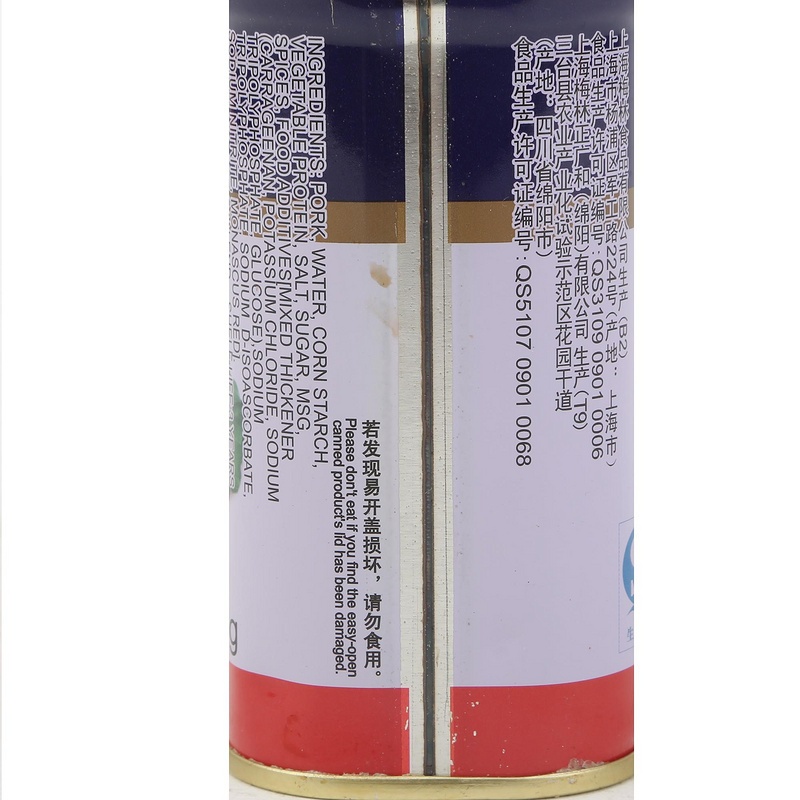 上海梅林食品有限公司生产 (B2)
上海市杨浦区军工路224号 (产地: 上海市)
食品生产许可证编号: QS3109 0901 0006
上海梅林正广和 (绵阳) 有限公司 生产 (T9)
三台县农业产业化试验示范区花园干道
(产地: 四川省绵阳市)
食品生产许可证编号: QS5107 0901 0068
若发现易开盖损坏，请勿食用。
Please don't eat if you find the easy-open
canned product's lid has been damaged.
INGREDIENTS: PORK, WATER, CORN STARCH,
VEGETABLE PROTEIN, SALT, SUGAR, MSG,
SPICES, FOOD ADDITIVES[MIXED THICKENER
(CARRAGEENAN, POTASSIUM CHLORIDE, SODIUM
TRIPOLYPHOSPHATE, GLUCOSE), SODIUM
TRIPOLYPHOSPHATE, SODIUM D-ISOASCORBATE,
SODIUM NITRITE, MONASCUS RED]
g